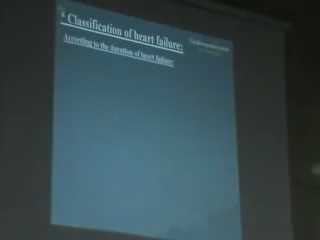 Classification of heart failure:
According to the duration of heart failure: